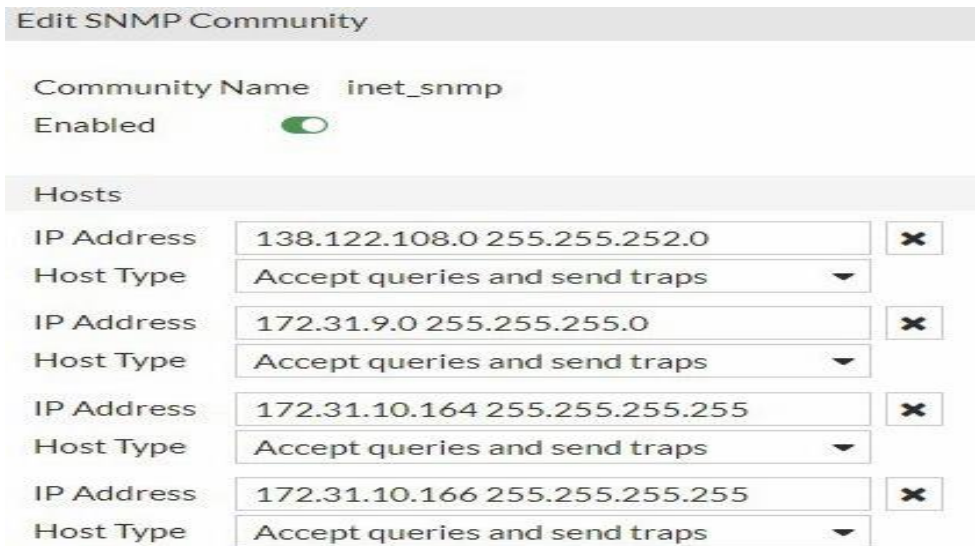 Edit SNMP Community
Community Name inet_snmp
Enabled
Hosts
IP Address 138.122.108.0 255.255.252.0
Host Type Accept queries and send traps
IP Address 172.31.9.0 255.255.255.0
Host Type Accept queries and send traps
IP Address 172.31.10.164 255.255.255.255
Host Type Accept queries and send traps
IP Address 172.31.10.166 255.255.255.255
Host Type Accept queries and send traps